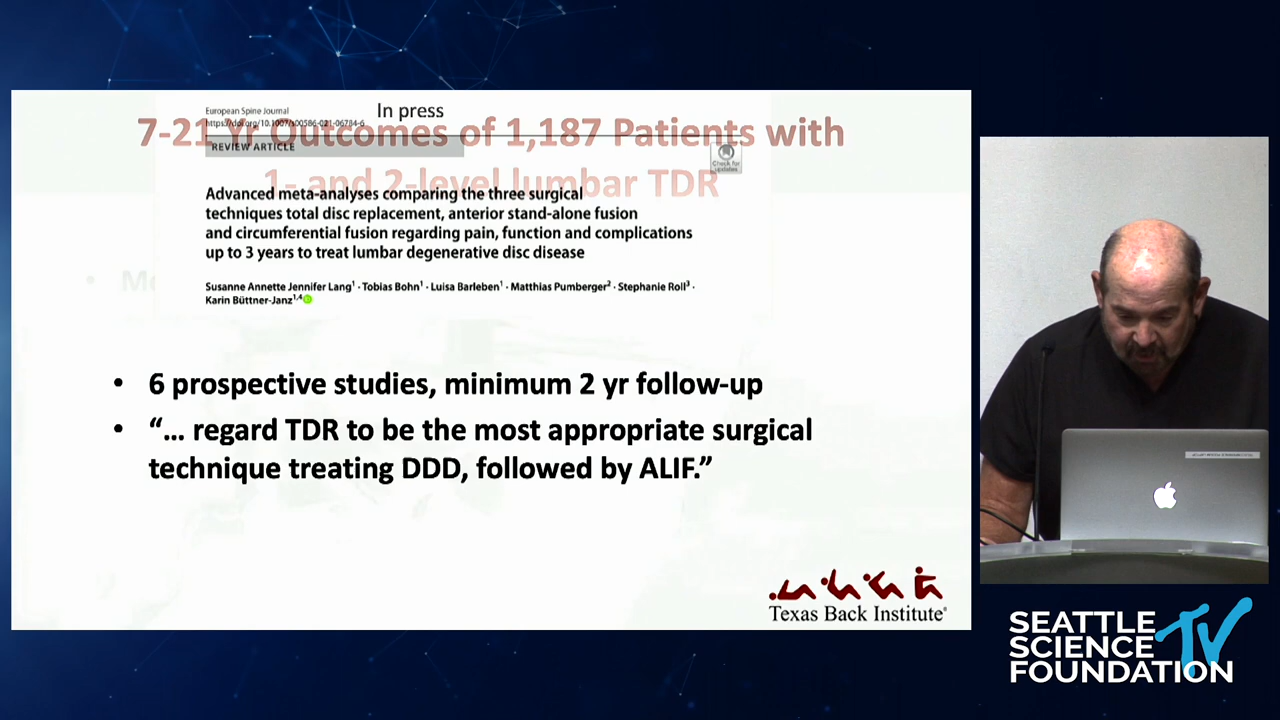 European Spine Journal
In press
https://doi.org/10.1007/s00586-021-06784-6
7-21 Yr Outcomes of 1,187 Patients with
REVIEW ARTICLE
Check for
updates
1- and 2-level lumbar TDR
Advanced meta-analyses comparing the three surgical
techniques total disc replacement, anterior stand-alone fusion
and circumferential fusion regarding pain, function and complications
up to 3 years to treat lumbar degenerative disc disease
Susanne Annette Jennifer Lang1 · Tobias Bohn1 · Luisa Barleben1 · Matthias Pumberger2 · Stephanie Roll3 ·
Karin Büttner-Janz1,4
• 6 prospective studies, minimum 2 yr follow-up
• “… regard TDR to be the most appropriate surgical
technique treating DDD, followed by ALIF.”
Texas Back Institute®
SEATTLE
SCIENCE
FOUNDATION
TV